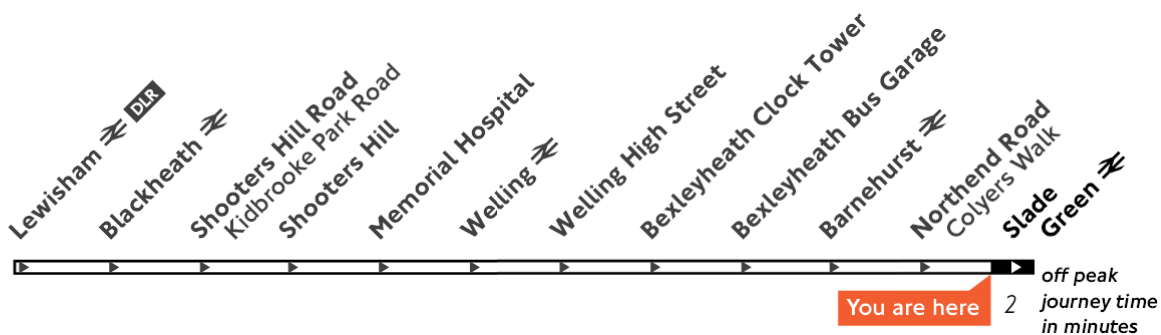 Lewisham
DLR
Blackheath
Shooters Hiill Road
Kidbrooke Park Road
Shooters Hill
Memorial Hospital
Welling
Welling High Street
Bexleyheath Clock Tower
Bexleyheath Bus Garage
Barnehurst
Northend Road
Colyers Walk
Slade
Green
You are here
2
off peak
journey time
in minutes